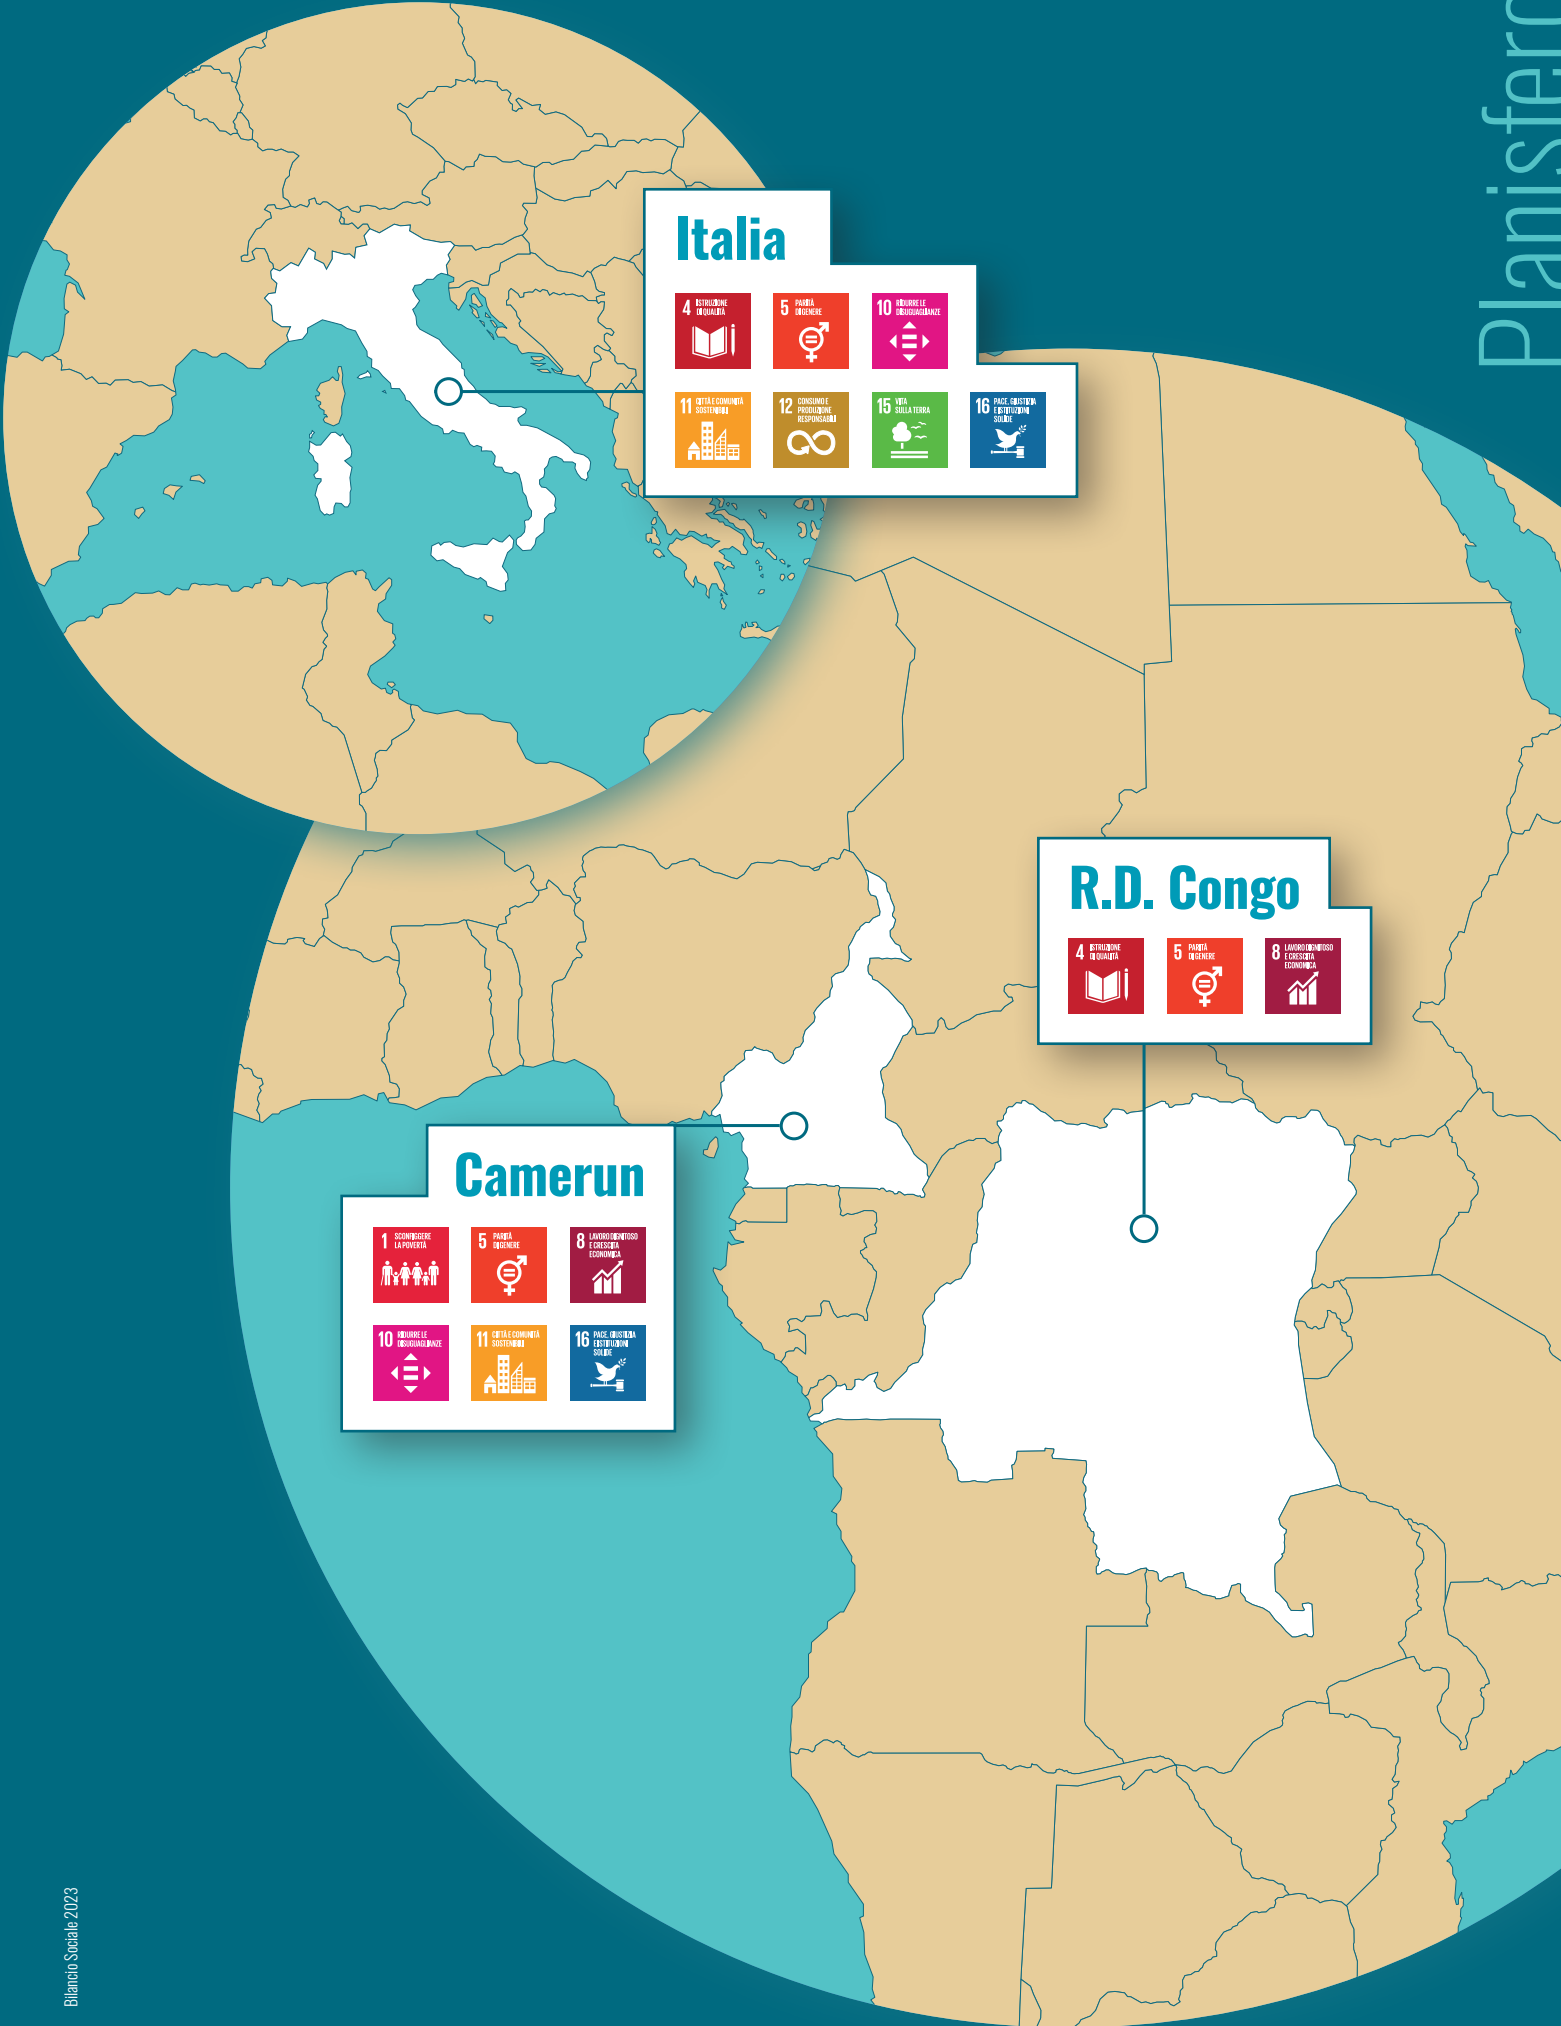 Planisfero
Italia
4 ISTRUZIONE
DI QUALITÀ
5 PARITÀ
DI GENERE
10 RIDURRE LE
DISUGUAGLIANZE
11 CITTÀ E COMUNITÀ
SOSTENIBILI
12 CONSUMO E
PRODUZIONE
RESPONSABILI
15 VITA
SULLA TERRA
16 PACE, GIUSTIZIA
E ISTITUZIONI
SOLIDE
R.D. Congo
4 ISTRUZIONE
DI QUALITÀ
5 PARITÀ
DI GENERE
8 LAVORO DIGNITOSO
E CRESCITA
ECONOMICA
Camerun
1 SCONFIGGERE
LA POVERTÀ
5 PARITÀ
DI GENERE
8 LAVORO DIGNITOSO
E CRESCITA
ECONOMICA
10 RIDURRE LE
DISUGUAGLIANZE
11 CITTÀ E COMUNITÀ
SOSTENIBILI
16 PACE, GIUSTIZIA
E ISTITUZIONI
SOLIDE
Bilancio Sociale 2023